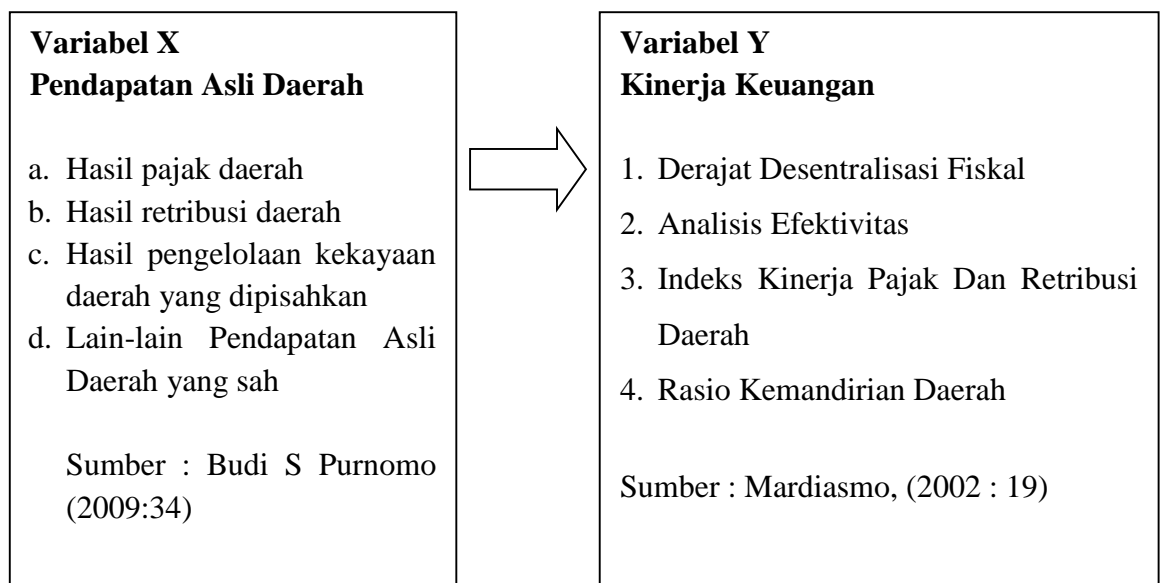 Variabel X
Pendapatan Asli Daerah
a. Hasil pajak daerah
b. Hasil retribusi daerah
c. Hasil pengelolaan kekayaan
daerah yang dipisahkan
d. Lain-lain Pendapatan Asli
Daerah yang sah
Sumber : Budi S Purnomo
(2009:34)
Variabel Y
Kinerja Keuangan
1. Derajat Desentralisasi Fiskal
2. Analisis Efektivitas
3. Indeks Kinerja Pajak Dan Retribusi
Daerah
4. Rasio Kemandirian Daerah
Sumber : Mardiasmo, (2002 : 19)